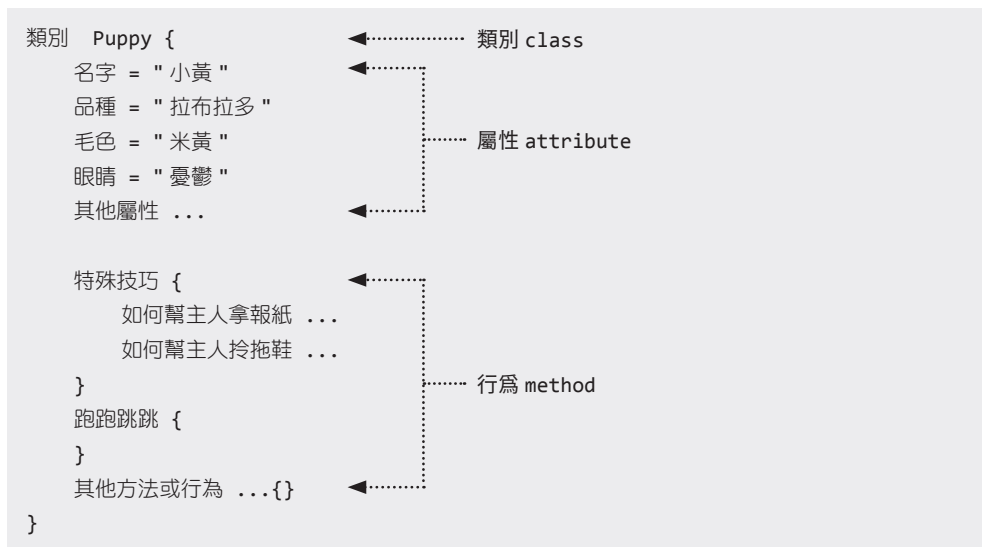 類別 Puppy { 類別 class
名字 = "小黃"
品種 = "拉布拉多"
毛色 = "米黃" 屬性 attribute
眼睛 = "憂鬱"
其他屬性 ...
特殊技巧 {
如何幫主人拿報紙 ...
如何幫主人拎拖鞋 ...
} 行為 method
跑跑跳跳 {
}
其他方法或行為 ...{}
}